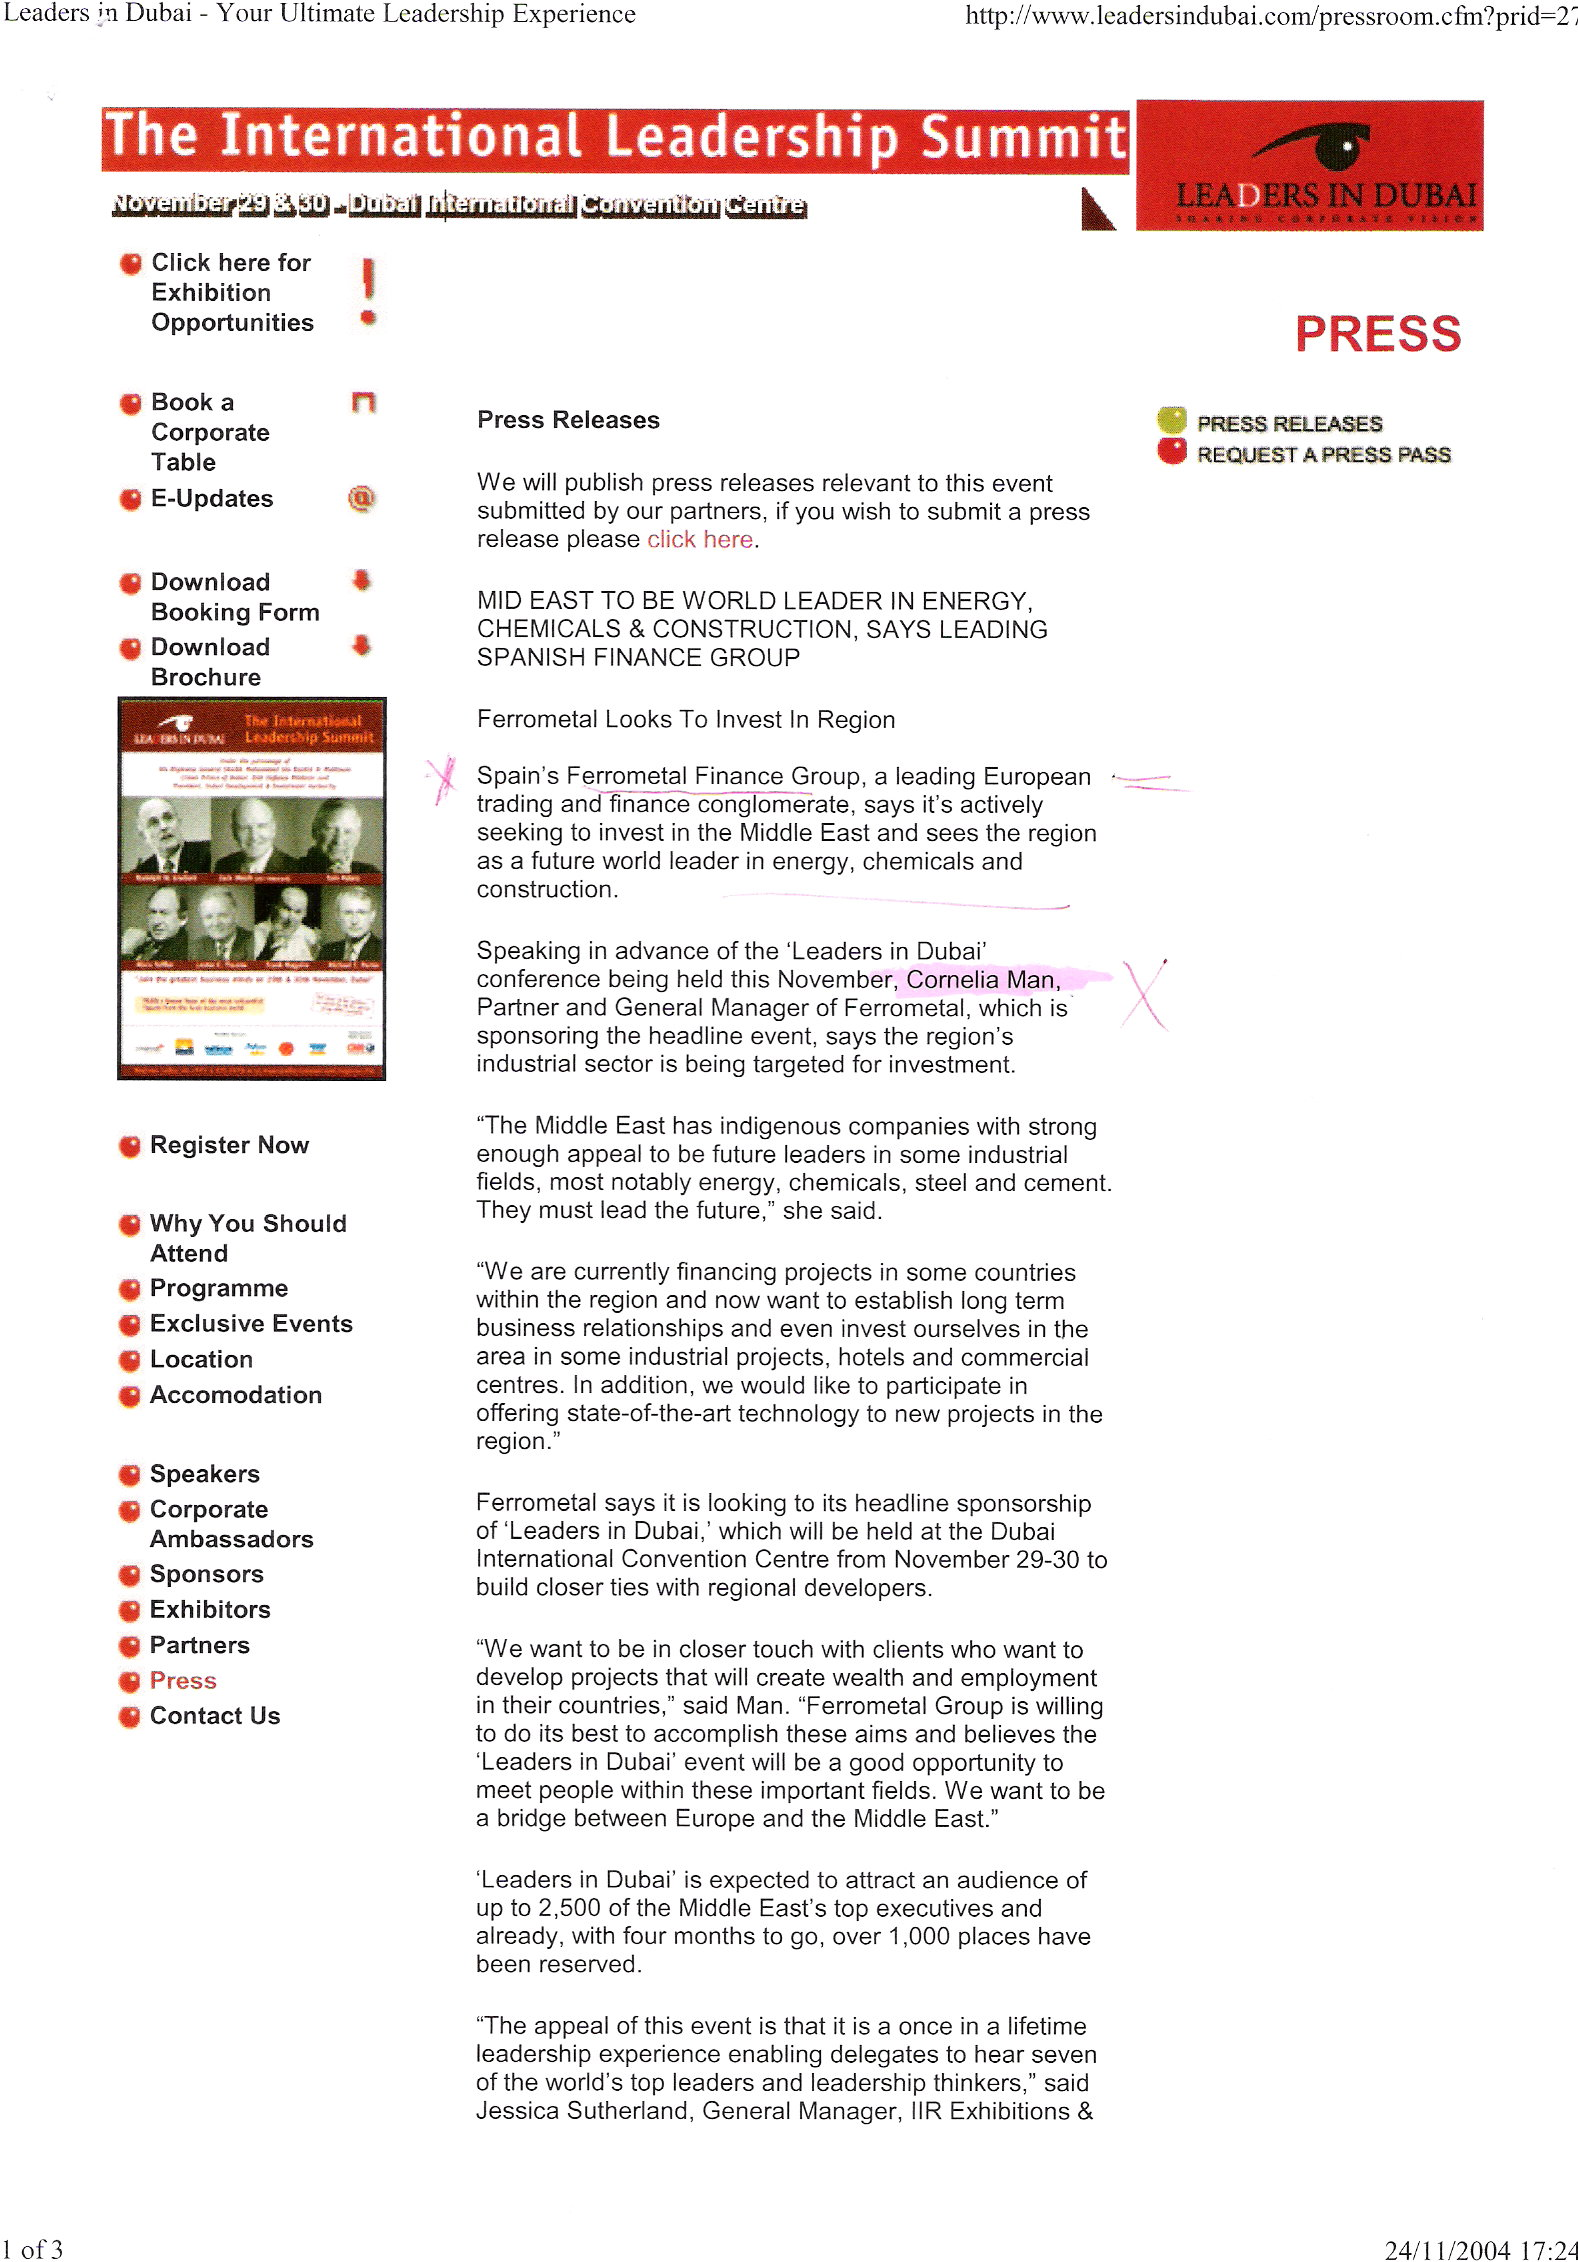 Leaders in Dubai - Your Ultimate Leadership Experience
http://www.leadersindubai.com/pressroom.cfm?prid=27
The International Leadership Summit
LEADERS IN DUBAI
SHARING CORPORATE VISION
November 29 & 30 - Dubai International Convention Centre
Click here for
Exhibition
Opportunities
!
PRESS
Book a
Corporate
Table
E-Updates
@
Download
Booking Form
Download
Brochure
The International
Leadership Summit
LEADERS IN DUBAI
Register Now
Why You Should
Attend
Programme
Exclusive Events
Location
Accomodation
Speakers
Corporate
Ambassadors
Sponsors
Exhibitors
Partners
Press
Contact Us
Press Releases
We will publish press releases relevant to this event
submitted by our partners, if you wish to submit a press
release please click here.
MID EAST TO BE WORLD LEADER IN ENERGY,
CHEMICALS & CONSTRUCTION, SAYS LEADING
SPANISH FINANCE GROUP
Ferrometal Looks To Invest In Region
Spain's Ferrometal Finance Group, a leading European
trading and finance conglomerate, says it's actively
seeking to invest in the Middle East and sees the region
as a future world leader in energy, chemicals and
construction.
Speaking in advance of the ‘Leaders in Dubai’
conference being held this November, Cornelia Man,
Partner and General Manager of Ferrometal, which is
sponsoring the headline event, says the region's
industrial sector is being targeted for investment.
“The Middle East has indigenous companies with strong
enough appeal to be future leaders in some industrial
fields, most notably energy, chemicals, steel and cement.
They must lead the future,” she said.
“We are currently financing projects in some countries
within the region and now want to establish long term
business relationships and even invest ourselves in the
area in some industrial projects, hotels and commercial
centres. In addition, we would like to participate in
offering state-of-the-art technology to new projects in the
region.”
Ferrometal says it is looking to its headline sponsorship
of ‘Leaders in Dubai,’ which will be held at the Dubai
International Convention Centre from November 29-30 to
build closer ties with regional developers.
“We want to be in closer touch with clients who want to
develop projects that will create wealth and employment
in their countries,” said Man. “Ferrometal Group is willing
to do its best to accomplish these aims and believes the
‘Leaders in Dubai’ event will be a good opportunity to
meet people within these important fields. We want to be
a bridge between Europe and the Middle East.”
‘Leaders in Dubai’ is expected to attract an audience of
up to 2,500 of the Middle East's top executives and
already, with four months to go, over 1,000 places have
been reserved.
“The appeal of this event is that it is a once in a lifetime
leadership experience enabling delegates to hear seven
of the world's top leaders and leadership thinkers,” said
Jessica Sutherland, General Manager, IIR Exhibitions &
PRESS RELEASES
REQUEST A PRESS PASS
1 of 3
24/11/2004 17:24